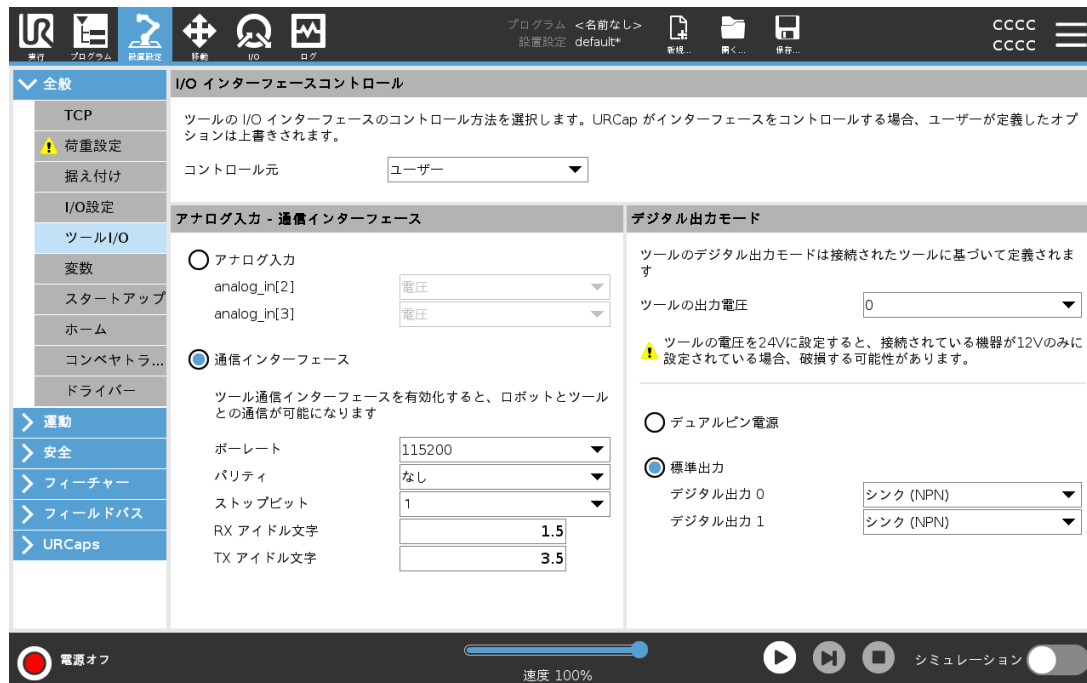 UR
実行
プログラム
設置設定
移動
I/O
ログ
プログラム <名前なし>
設置設定 default*
新規...
開く...
保存...
CCCC
CCCC
全般
TCP
荷重設定
据え付け
I/O設定
ツールI/O
変数
スタートアップ
ホーム
コンベヤトラ...
ドライバー
運動
安全
フィーチャー
フィールドバス
URCaps
I/O インターフェースコントロール
ツールの I/O インターフェースのコントロール方法を選択します。URCap がインターフェースをコントロールする場合、ユーザーが定義したオプ
ションは上書きされます。
コントロール元 ユーザー
アナログ入力 - 通信インターフェース
アナログ入力
analog_in[2] 電圧
analog_in[3] 電圧
通信インターフェース
ツール通信インターフェースを有効化すると、ロボットとツール
との通信が可能になります
ボーレート 115200
パリティ なし
ストップビット 1
RX アイドル文字 1.5
TX アイドル文字 3.5
デジタル出力モード
ツールのデジタル出力モードは接続されたツールに基づいて定義されま
す
ツールの出力電圧 0
ツールの電圧を24Vに設定すると、接続されている機器が12Vのみに
設定されている場合、破損する可能性があります。
デュアルピン電源
標準出力
デジタル出力 0 シンク (NPN)
デジタル出力 1 シンク (NPN)
電源オフ
速度 100%
シミュレーション